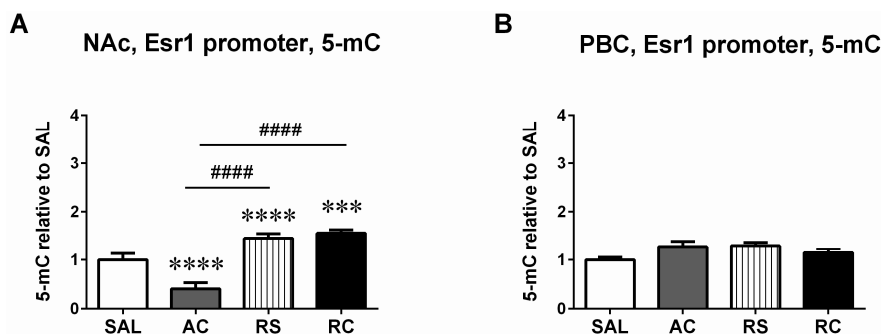 A
NAc, Esr1 promoter, 5-mC
5-mC relative to SAL
4
3
2
1
0
####
####
****
****
***
SAL AC RS RC
B
PBC, Esr1 promoter, 5-mC
5-mC relative to SAL
4
3
2
1
0
SAL AC RS RC